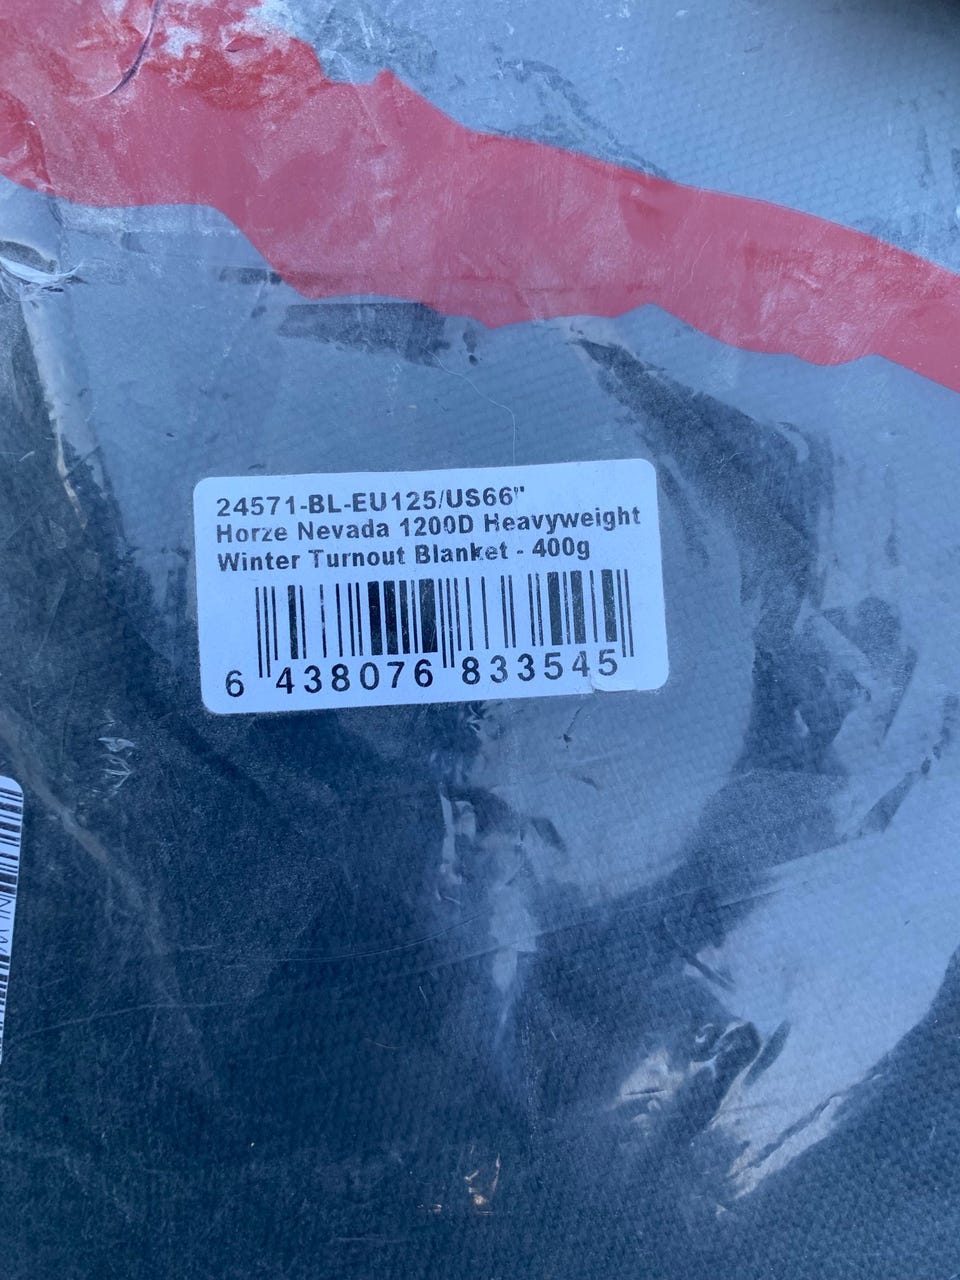 24571-BL-EU125/US66"
Horze Nevada 1200D Heavyweight
Winter Turnout Blanket - 400g
6 438076 833545